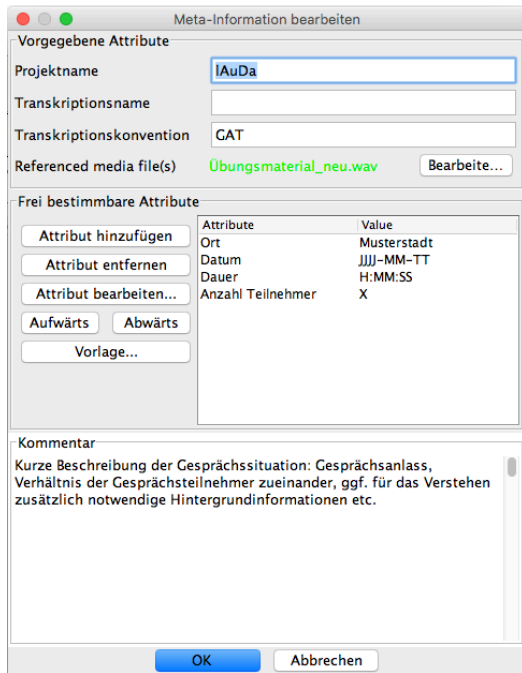 Meta-Information bearbeiten
Vorgegebene Attribute
Projektname lAuDa
Transkriptionsname
Transkriptionskonvention GAT
Referenced media file(s) Übungsmaterial_neu.wav Bearbeite...
Frei bestimmbare Attribute
Attribut hinzufügen
Attribut entfernen
Attribut bearbeiten...
Aufwärts Abwärts
Vorlage...
Attribute Value
Ort Musterstadt
Datum JJJJ-MM-TT
Dauer H:MM:SS
Anzahl Teilnehmer X
Kommentar
Kurze Beschreibung der Gesprächssituation: Gesprächsanlass,
Verhältnis der Gesprächsteilnehmer zueinander, ggf. für das Verstehen
zusätzlich notwendige Hintergrundinformationen etc.
OK Abbrechen